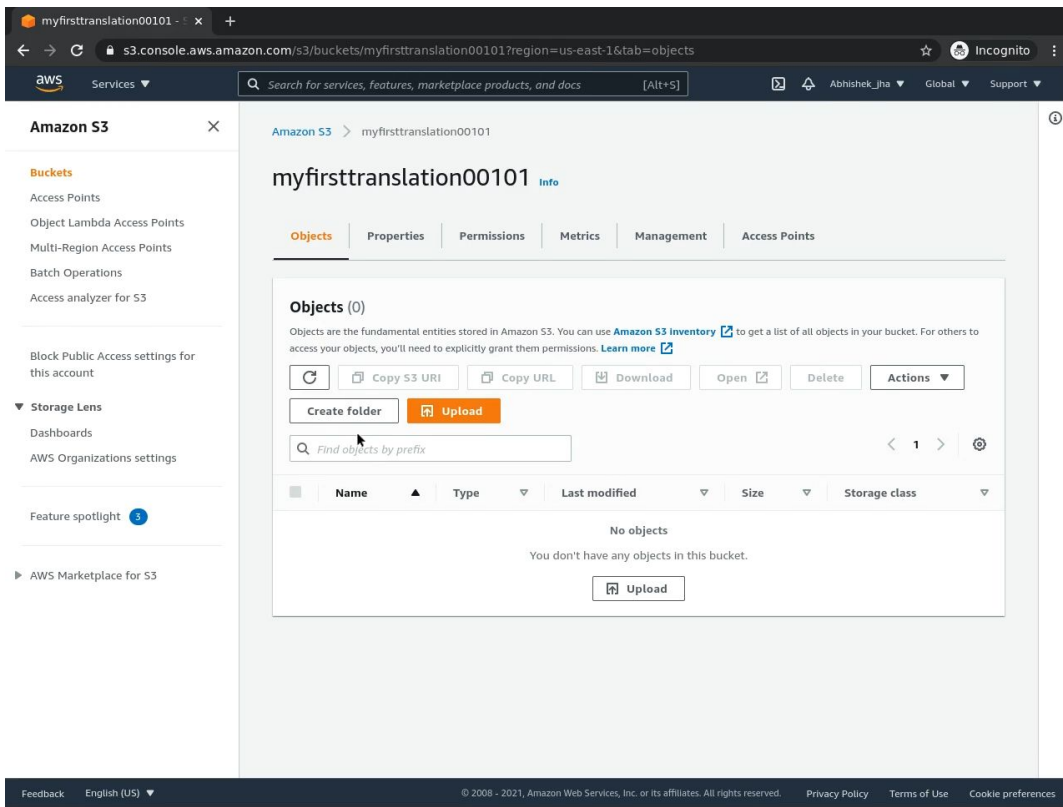 myfirsttranslation00101 - S
s3.console.aws.amazon.com/s3/buckets/myfirsttranslation00101?region=us-east-1&tab=objects
Incognito
aws
Services
Search for services, features, marketplace products, and docs
[Alt+S]
Abhishek_jha
Global
Support
Amazon S3
Buckets
Access Points
Object Lambda Access Points
Multi-Region Access Points
Batch Operations
Access analyzer for S3
Block Public Access settings for
this account
Storage Lens
Dashboards
AWS Organizations settings
Feature spotlight 3
AWS Marketplace for S3
Amazon S3 > myfirsttranslation00101
myfirsttranslation00101 Info
Objects
Properties
Permissions
Metrics
Management
Access Points
Objects (0)
Objects are the fundamental entities stored in Amazon S3. You can use Amazon S3 inventory to get a list of all objects in your bucket. For others to
access your objects, you'll need to explicitly grant them permissions. Learn more
Copy S3 URI
Copy URL
Download
Open
Delete
Actions
Create folder
Upload
Find objects by prefix
< 1 >
Name
Type
Last modified
Size
Storage class
No objects
You don't have any objects in this bucket.
Upload
Feedback
English (US)
© 2008 - 2021, Amazon Web Services, Inc. or its affiliates. All rights reserved.
Privacy Policy
Terms of Use
Cookie preferences